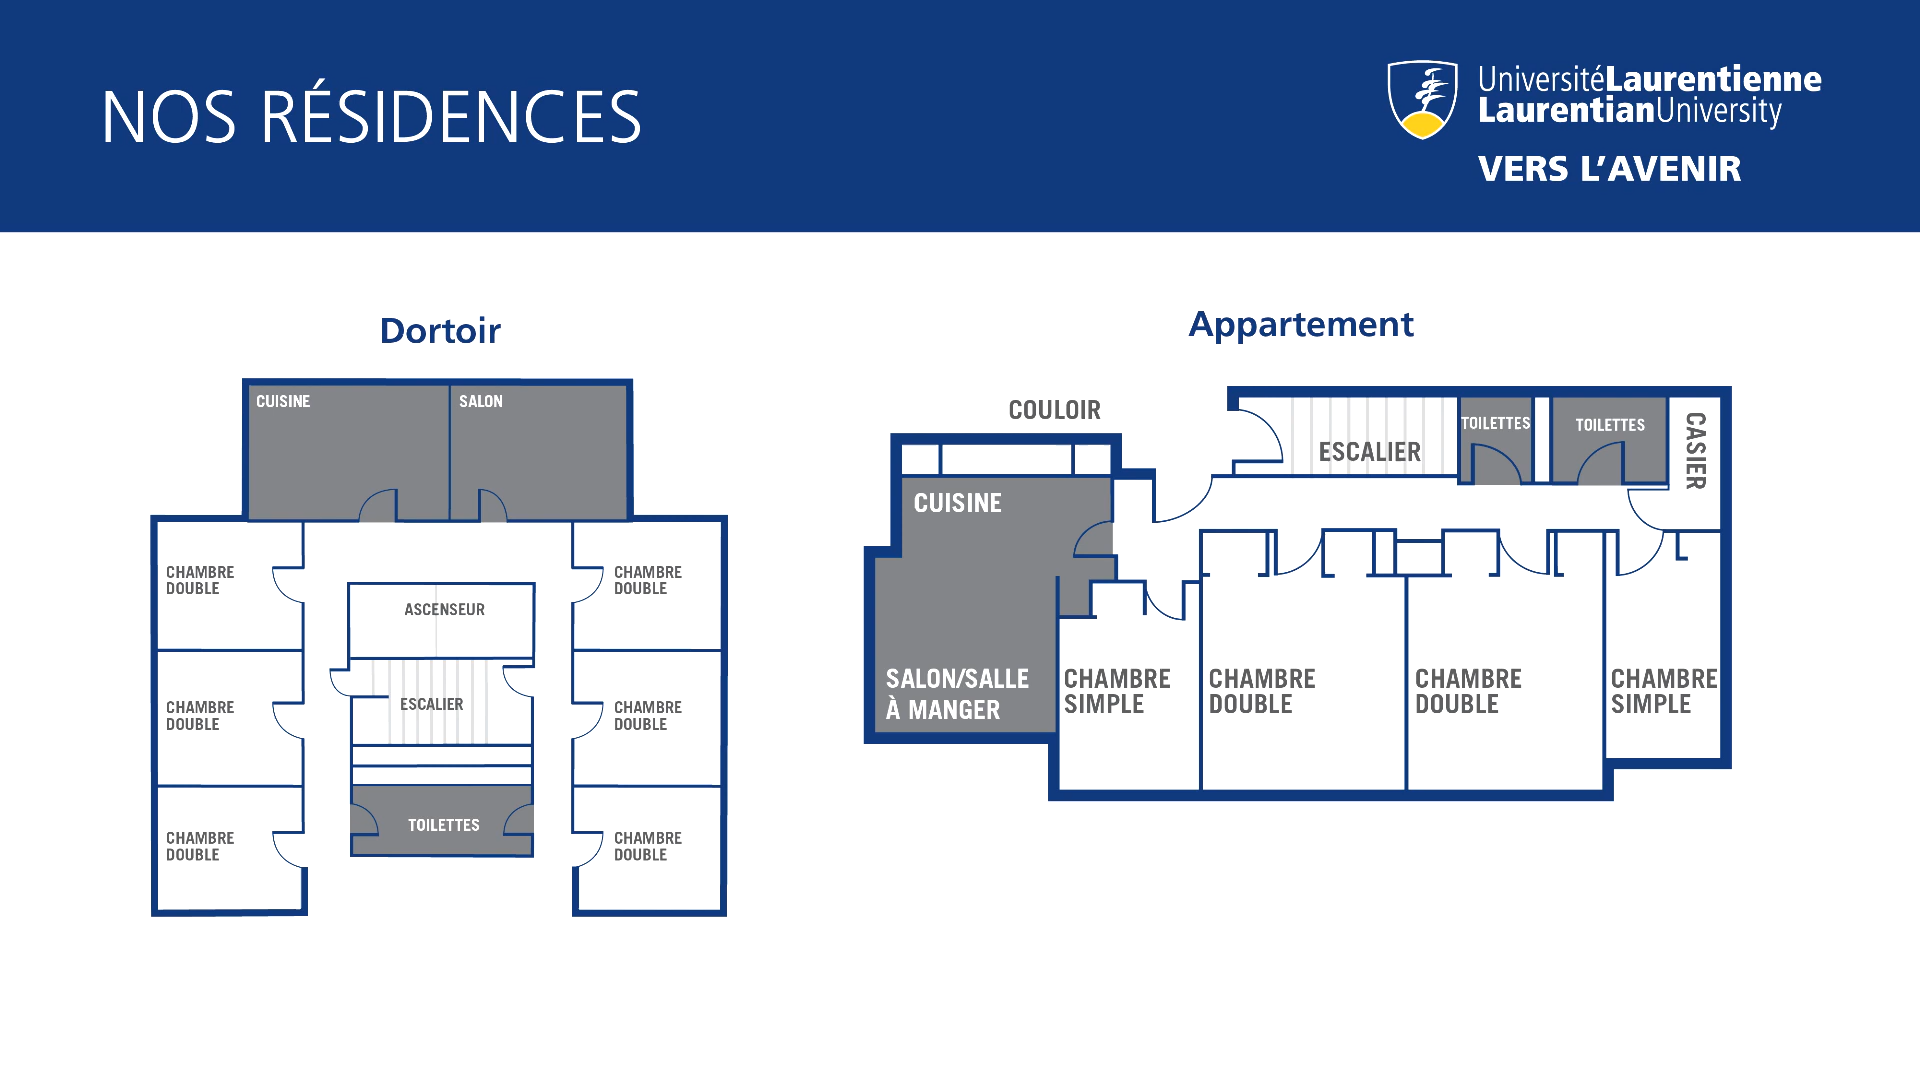 NOS RÉSIDENCES
UniversitéLaurentienne
LaurentianUniversity
VERS L'AVENIR
Dortoir
CUISINE
SALON
CHAMBRE
DOUBLE
CHAMBRE
DOUBLE
ASCENSEUR
CHAMBRE
DOUBLE
ESCALIER
CHAMBRE
DOUBLE
CHAMBRE
DOUBLE
TOILETTES
CHAMBRE
DOUBLE
Appartement
COULOIR
ESCALIER
TOILETTES
TOILETTES
CASIER
CUISINE
SALON/SALLE
À MANGER
CHAMBRE
SIMPLE
CHAMBRE
DOUBLE
CHAMBRE
DOUBLE
CHAMBRE
SIMPLE